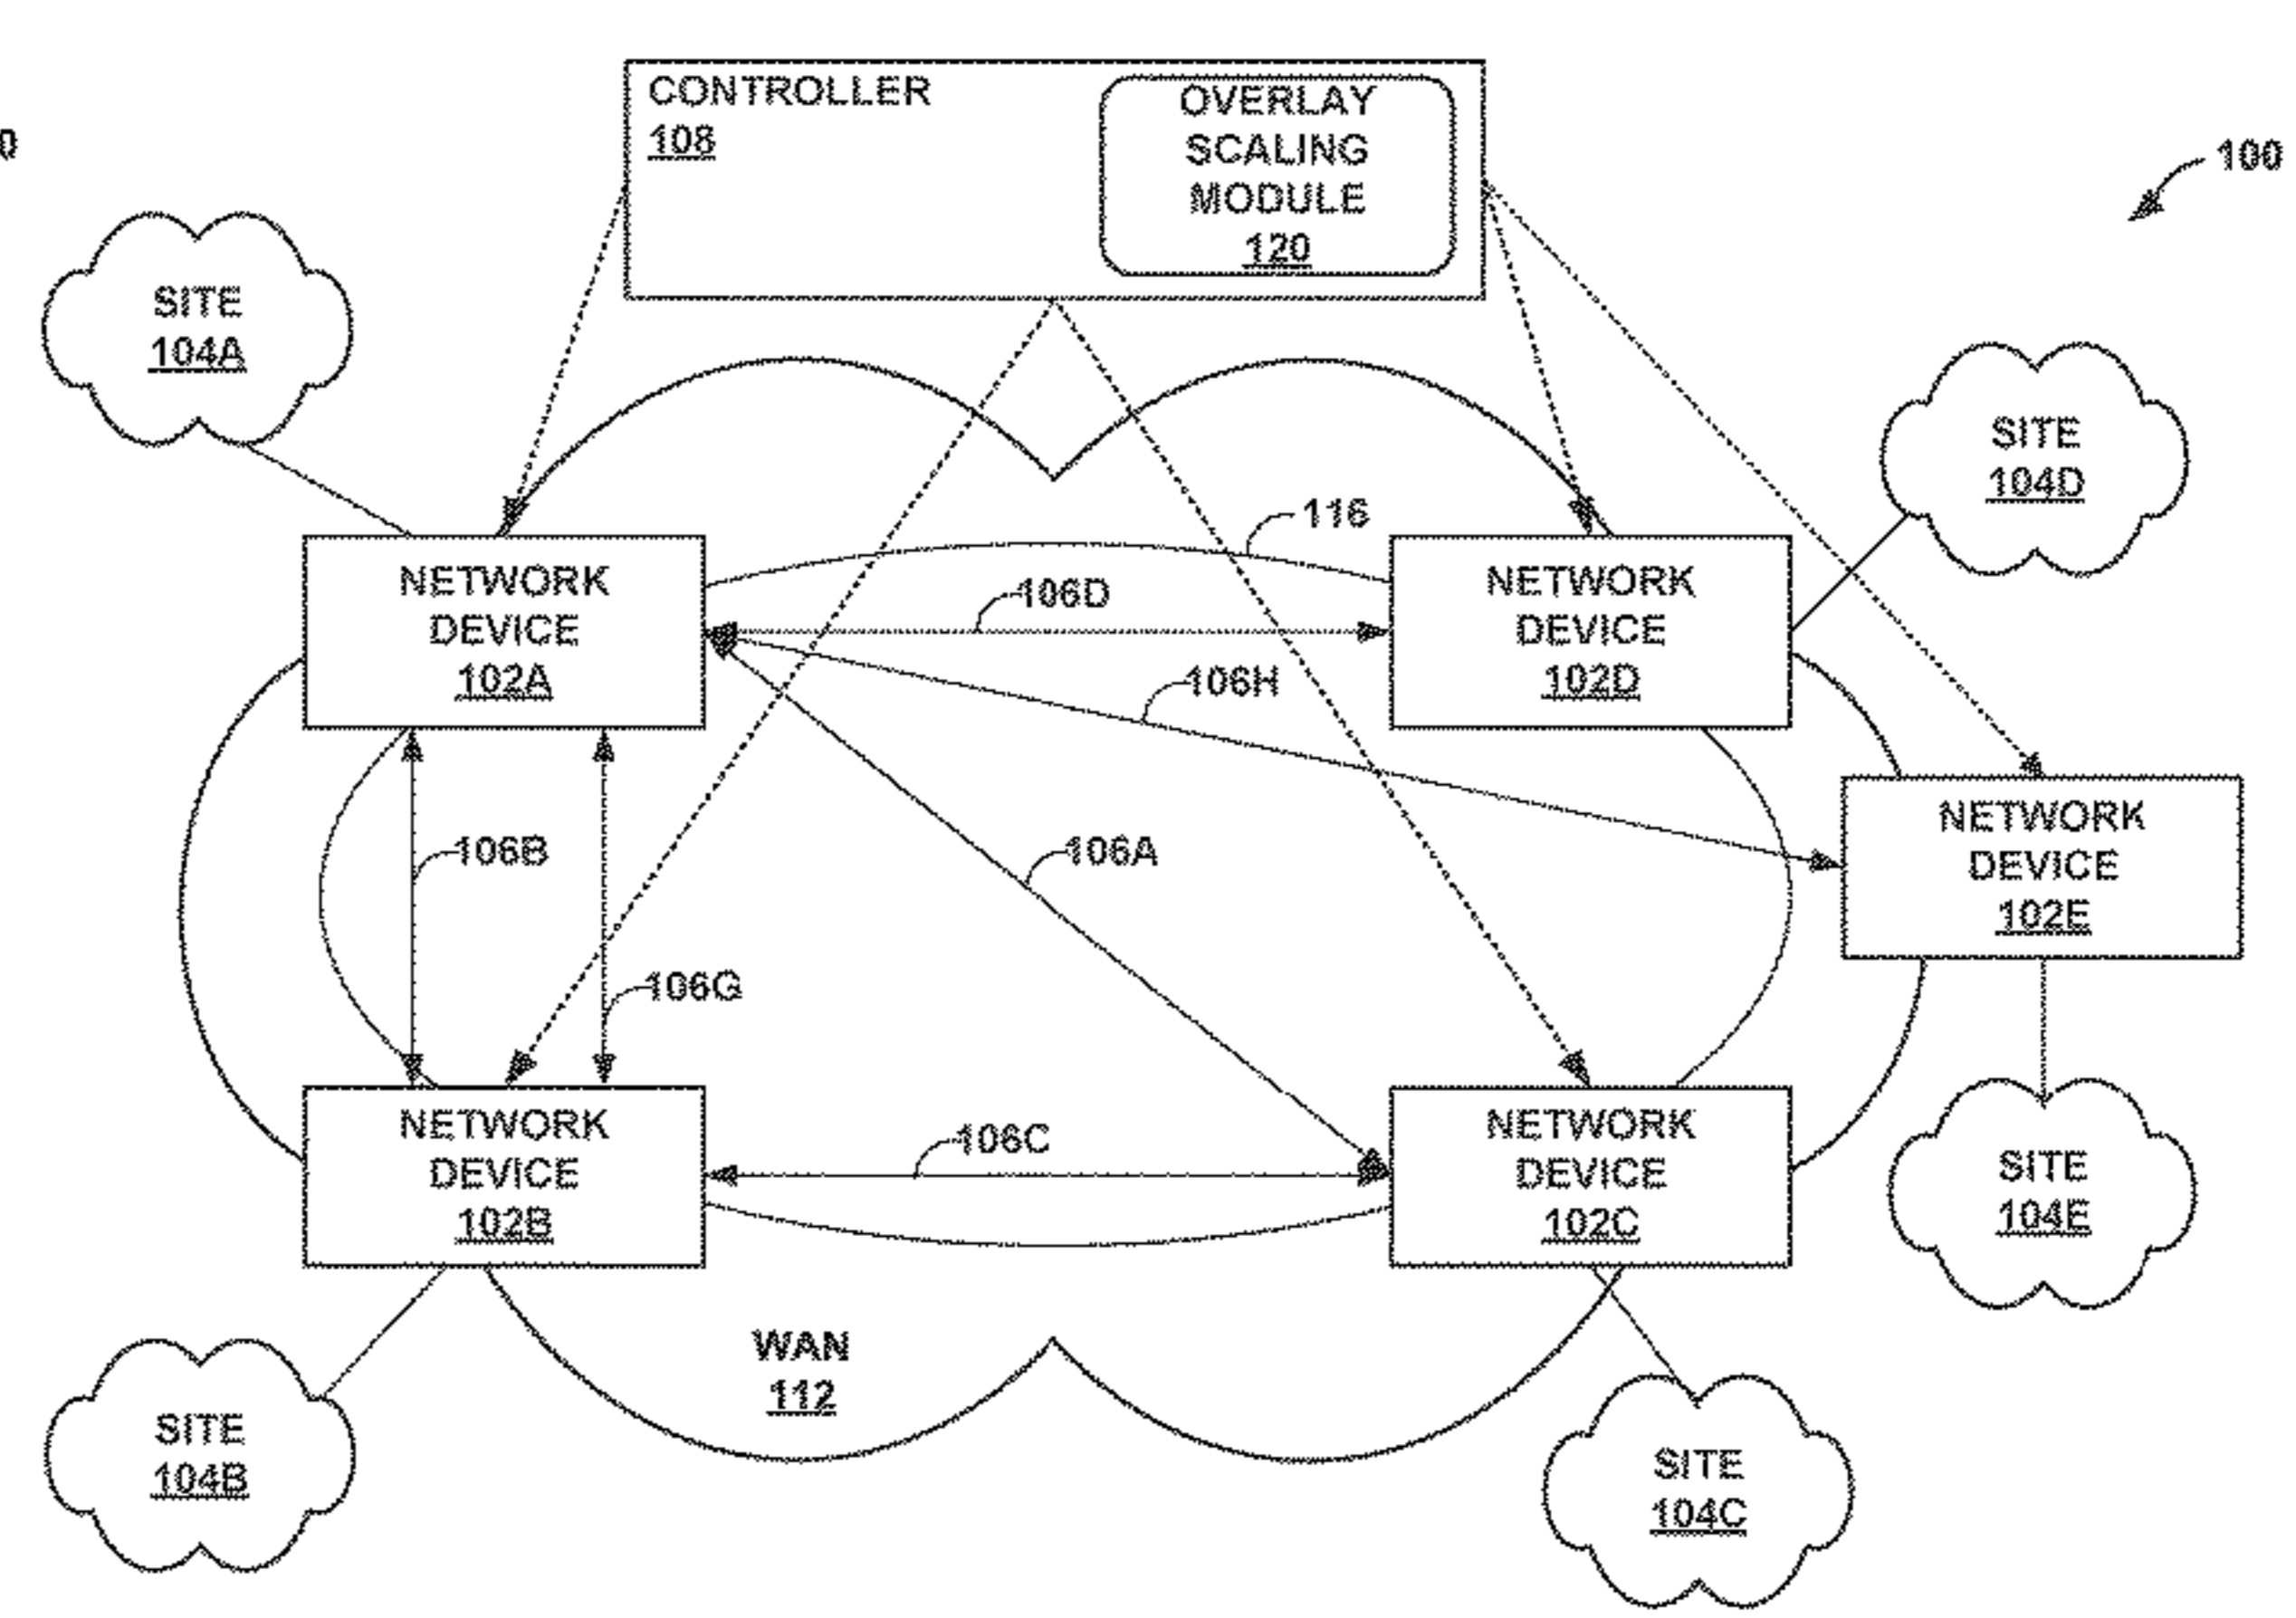 CONTROLLER
108
OVERLAY
SCALING
MODULE
120
0
100
SITE
104A
SITE
104D
116
NETWORK
DEVICE
102A
106D
NETWORK
DEVICE
102D
106H
106B
106A
NETWORK
DEVICE
102E
106G
NETWORK
DEVICE
102B
106C
NETWORK
DEVICE
102C
SITE
104E
WAN
112
SITE
104B
SITE
104C